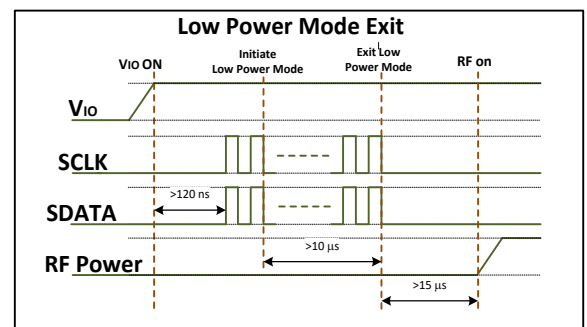 Low Power Mode Exit
VIO ON
Initiate
Low Power Mode
Exit Low
Power Mode
RF on
VIO
SCLK
>120 ns
SDATA
>10 μs
RF Power
>15 μs